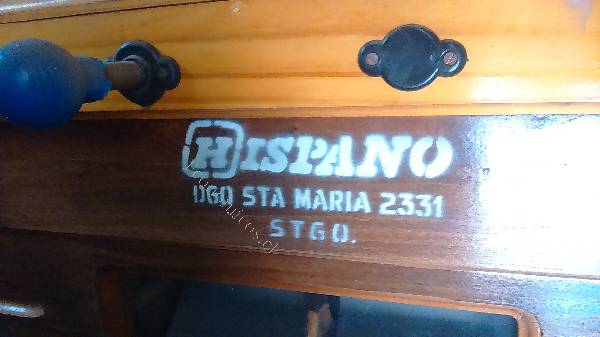 HISPANO
DGO STA MARIA 2331
STGO.